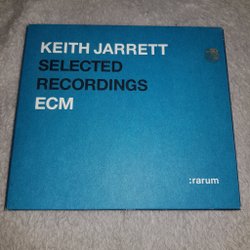 KEITH JARRETT
SELECTED
RECORDINGS
ECM
:rarum